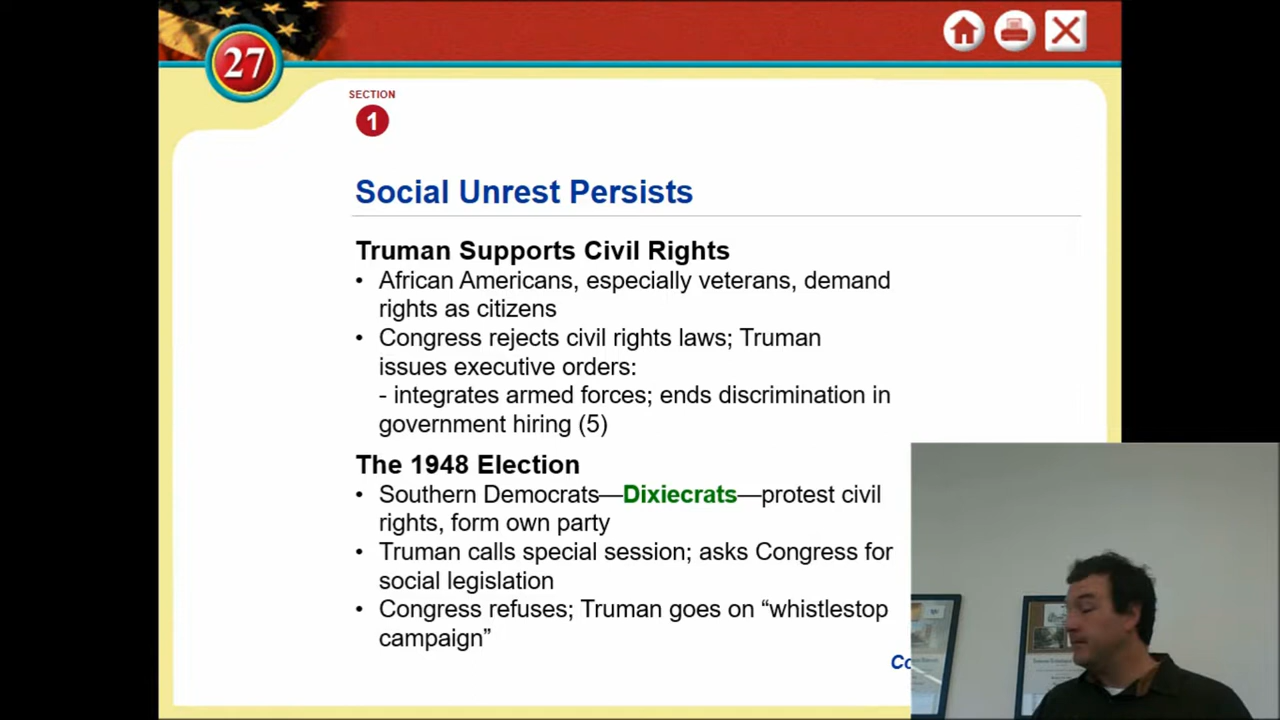 27
SECTION
1
Social Unrest Persists
Truman Supports Civil Rights
• African Americans, especially veterans, demand
rights as citizens
• Congress rejects civil rights laws; Truman
issues executive orders:
- integrates armed forces; ends discrimination in
government hiring (5)
The 1948 Election
• Southern Democrats—Dixiecrats—protest civil
rights, form own party
• Truman calls special session; asks Congress for
social legislation
• Congress refuses; Truman goes on “whistlestop
campaign”